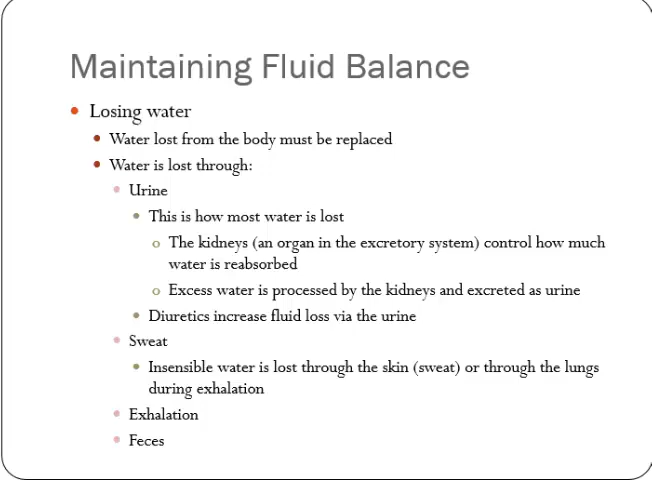 Maintaining Fluid Balance
Losing water
Water lost from the body must be replaced
Water is lost through:
Urine
This is how most water is lost
The kidneys (an organ in the excretory system) control how much
water is reabsorbed
Excess water is processed by the kidneys and excreted as urine
Diuretics increase fluid loss via the urine
Sweat
Insensible water is lost through the skin (sweat) or through the lungs
during exhalation
Exhalation
Feces